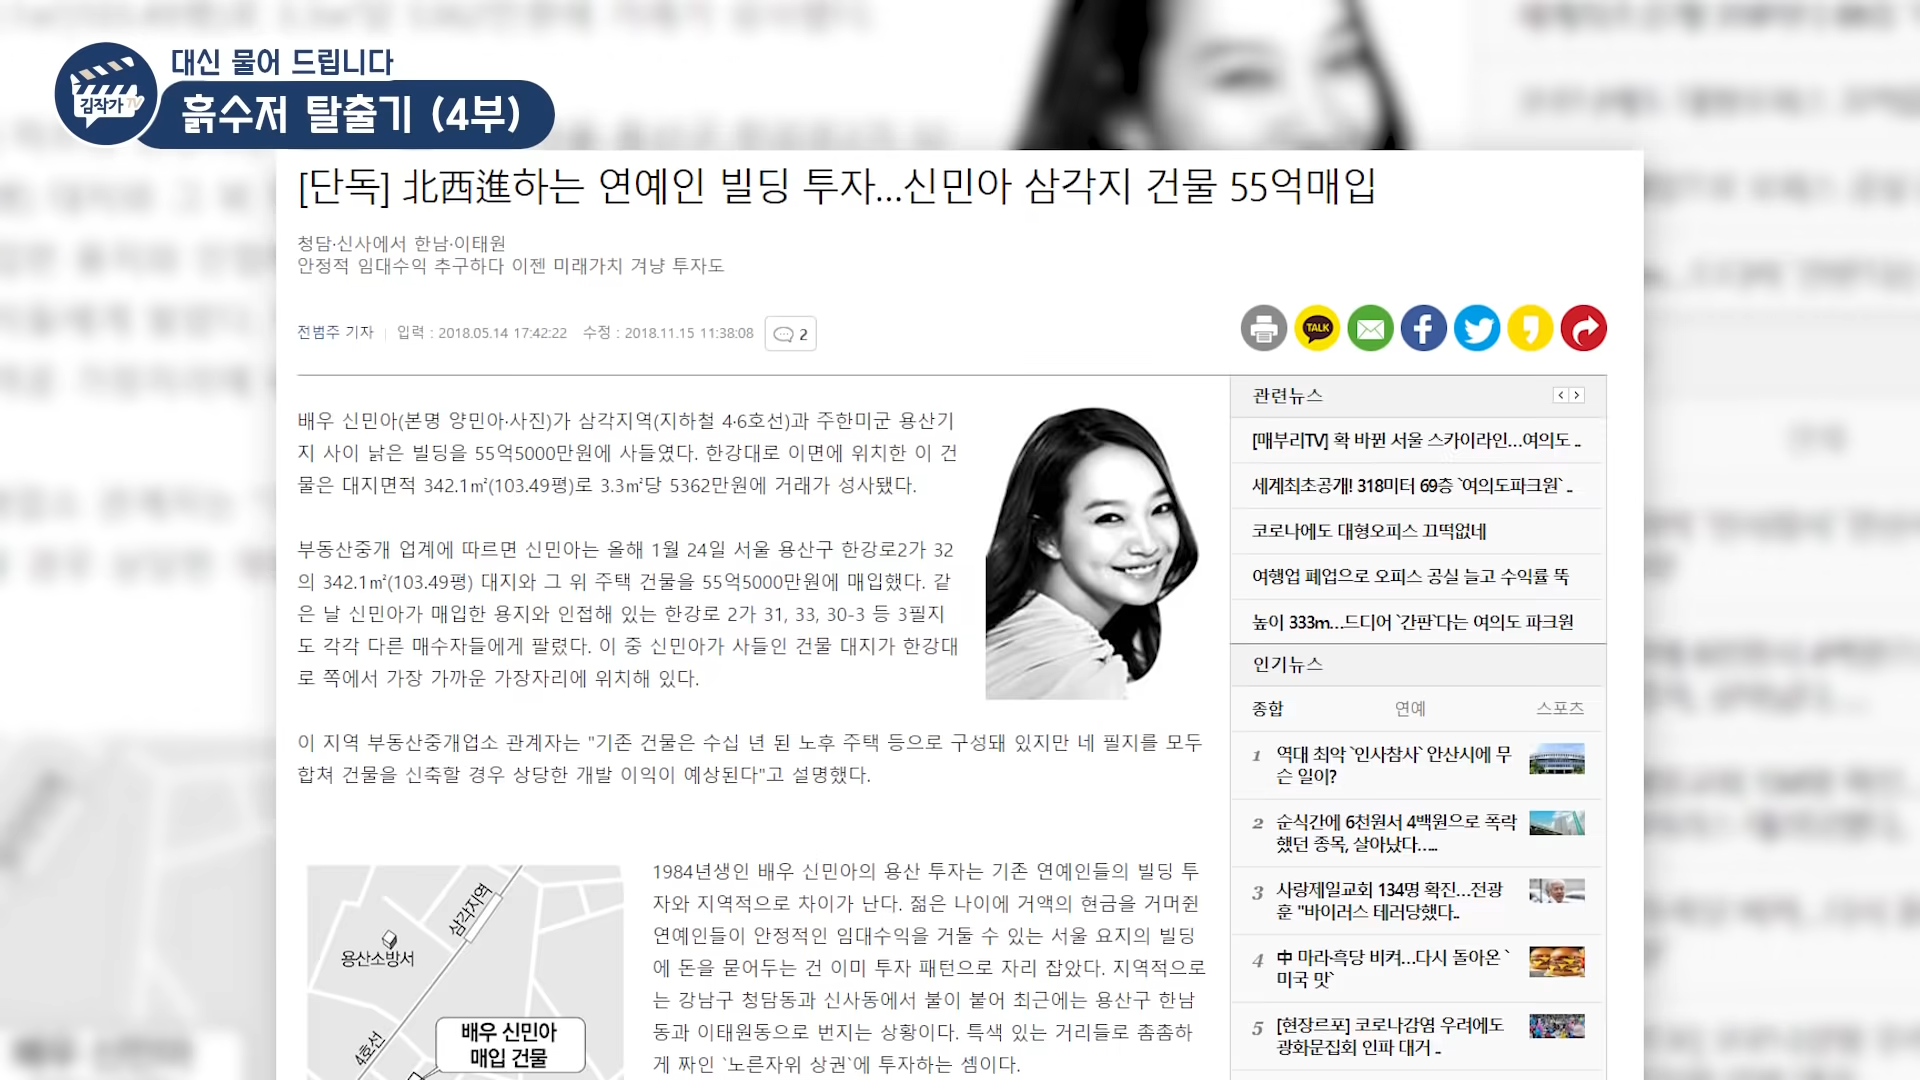 대신 물어 드립니다
김작가 TV
흙수저 탈출기 (4부)
[단독] 北西進하는 연예인 빌딩 투자...신민아 삼각지 건물 55억매입
청담·신사에서 한남·이태원
안정적 임대수익 추구하다 이젠 미래가치 겨냥 투자도
전범주 기자 입력 : 2018.05.14 17:42:22 수정 : 2018.11.15 11:38:08 2
TALK
배우 신민아(본명 양민아·사진)가 삼각지역(지하철 4·6호선)과 주한미군 용산기
지 사이 낡은 빌딩을 55억5000만원에 사들였다. 한강대로 이면에 위치한 이 건
물은 대지면적 342.1㎡(103.49평)로 3.3㎡당 5362만원에 거래가 성사됐다.
부동산중개 업계에 따르면 신민아는 올해 1월 24일 서울 용산구 한강로2가 32
의 342.1㎡(103.49평) 대지와 그 위 주택 건물을 55억5000만원에 매입했다. 같
은 날 신민아가 매입한 용지와 인접해 있는 한강로 2가 31, 33, 30-3 등 3필지
도 각각 다른 매수자들에게 팔렸다. 이 중 신민아가 사들인 건물 대지가 한강대
로 쪽에서 가장 가까운 가장자리에 위치해 있다.
이 지역 부동산중개업소 관계자는 "기존 건물은 수십 년 된 노후 주택 등으로 구성돼 있지만 네 필지를 모두
합쳐 건물을 신축할 경우 상당한 개발 이익이 예상된다"고 설명했다.
삼각지역
용산소방서
4호선
배우 신민아
매입 건물
1984년생인 배우 신민아의 용산 투자는 기존 연예인들의 빌딩 투
자와 지역적으로 차이가 난다. 젊은 나이에 거액의 현금을 거머쥔
연예인들이 안정적인 임대수익을 거둘 수 있는 서울 요지의 빌딩
에 돈을 묻어두는 건 이미 투자 패턴으로 자리 잡았다. 지역적으로
는 강남구 청담동과 신사동에서 불이 붙어 최근에는 용산구 한남
동과 이태원동으로 번지는 상황이다. 특색 있는 거리들로 촘촘하
게 짜인 `노른자위 상권`에 투자하는 셈이다.
관련뉴스
[매부리TV] 확 바뀐 서울 스카이라인...여의도 ..
세계최초공개! 318미터 69층 `여의도파크원` ..
코로나에도 대형오피스 끄떡없네
여행업 폐업으로 오피스 공실 늘고 수익률 뚝
높이 333m...드디어 `간판`다는 여의도 파크원
인기뉴스
종합 연예 스포츠
1 역대 최악 `인사참사` 안산시에 무
슨 일이?
2 순식간에 6천원서 4백원으로 폭락
했던 종목, 살아났다.....
3 사랑제일교회 134명 확진...전광
훈 "바이러스 테러당했다..
4 中 마라·흑당 비켜...다시 돌아온 `
미국 맛`
5 [현장르포] 코로나감염 우려에도
광화문집회 인파 대거 ..